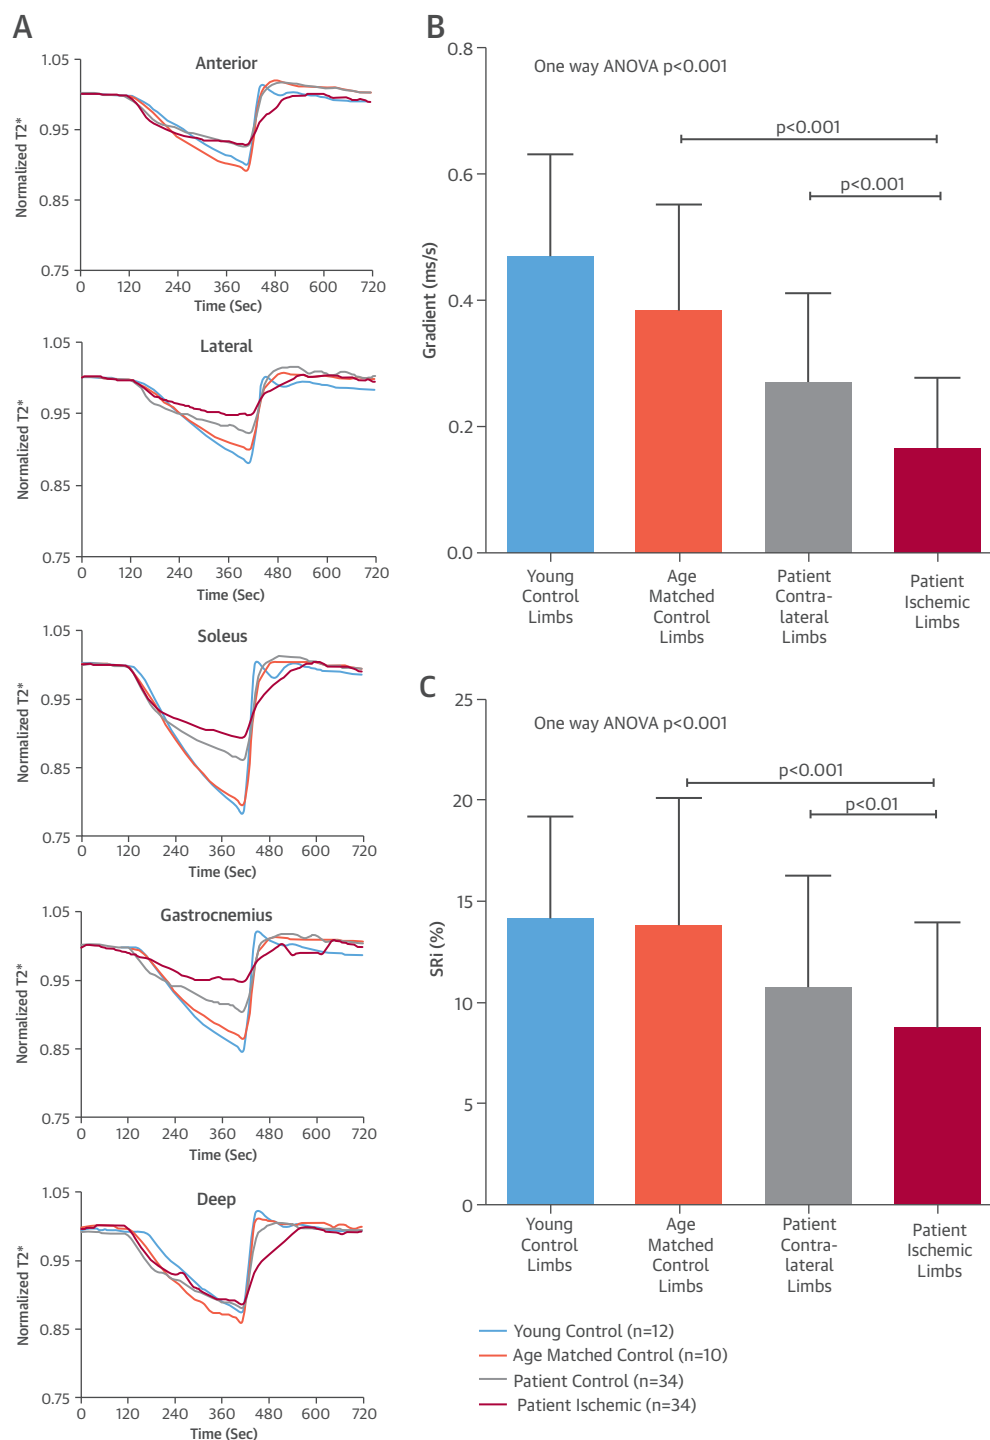 A
Anterior
1.05
0.95
0.85
0.75
Normalized T2*
0 120 240 360 480 600 720
Time (Sec)
Lateral
1.05
0.95
0.85
0.75
Normalized T2*
0 120 240 360 480 600 720
Time (Sec)
Soleus
1.05
0.95
0.85
0.75
Normalized T2*
0 120 240 360 480 600 720
Time (Sec)
Gastrocnemius
1.05
0.95
0.85
0.75
Normalized T2*
0 120 240 360 480 600 720
Time (Sec)
Deep
1.05
0.95
0.85
0.75
Normalized T2*
0 120 240 360 480 600 720
Time (Sec)
B
One way ANOVA p<0.001
p<0.001
p<0.001
0.8
0.6
0.4
0.2
0.0
Gradient (ms/s)
Young
Control
Limbs
Age
Matched
Control
Limbs
Patient
Contra-
lateral
Limbs
Patient
Ischemic
Limbs
C
One way ANOVA p<0.001
p<0.001
p<0.01
25
20
15
10
5
0
SRi (%)
Young
Control
Limbs
Age
Matched
Control
Limbs
Patient
Contra-
lateral
Limbs
Patient
Ischemic
Limbs
Young Control (n=12)
Age Matched Control (n=10)
Patient Control (n=34)
Patient Ischemic (n=34)